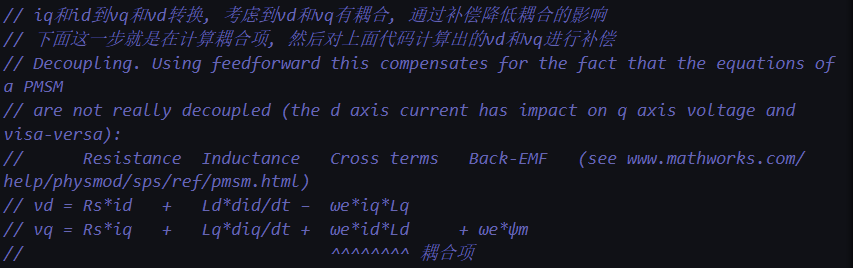 // iq和id到vq和vd转换, 考虑到vd和vq有耦合, 通过补偿降低耦合的影响
// 下面这一步就是在计算耦合项, 然后对上面代码计算出的vd和vq进行补偿
// Decoupling. Using feedforward this compensates for the fact that the equations of
a PMSM
// are not really decoupled (the d axis current has impact on q axis voltage and
visa-versa):
//      Resistance  Inductance   Cross terms   Back-EMF   (see www.mathworks.com/
help/physmod/sps/ref/pmsm.html)
// vd = Rs*id   +   Ld*did/dt –  ωe*iq*Lq
// vq = Rs*iq   +   Lq*diq/dt +  ωe*id*Ld     + ωe*ψm
//                               ^^^^^^^^ 耦合项